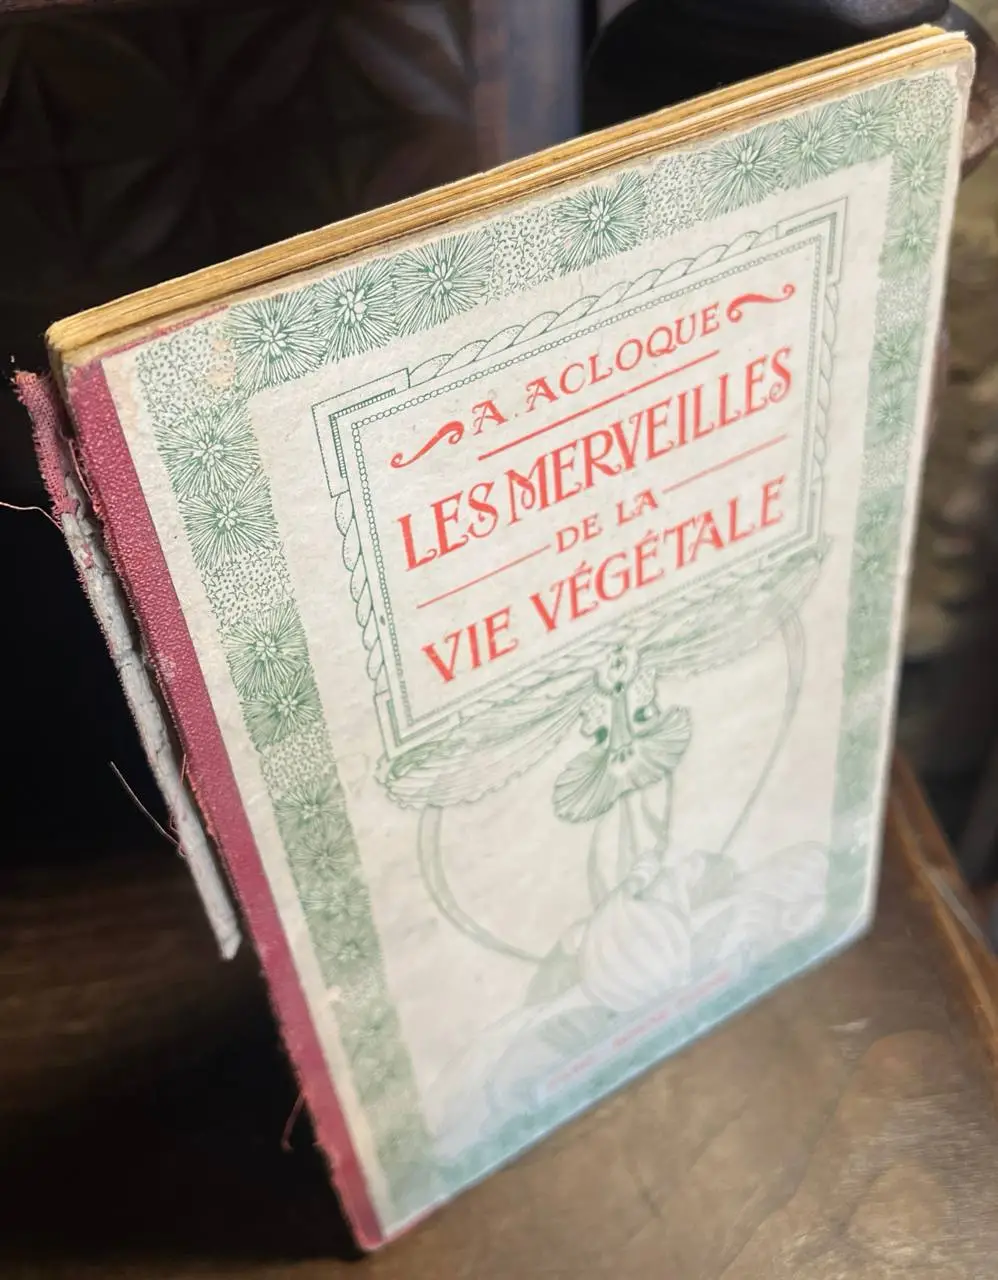 A. ACLOQUE
LES MERVEILLES
DE LA
VIE VÉGÉTALE